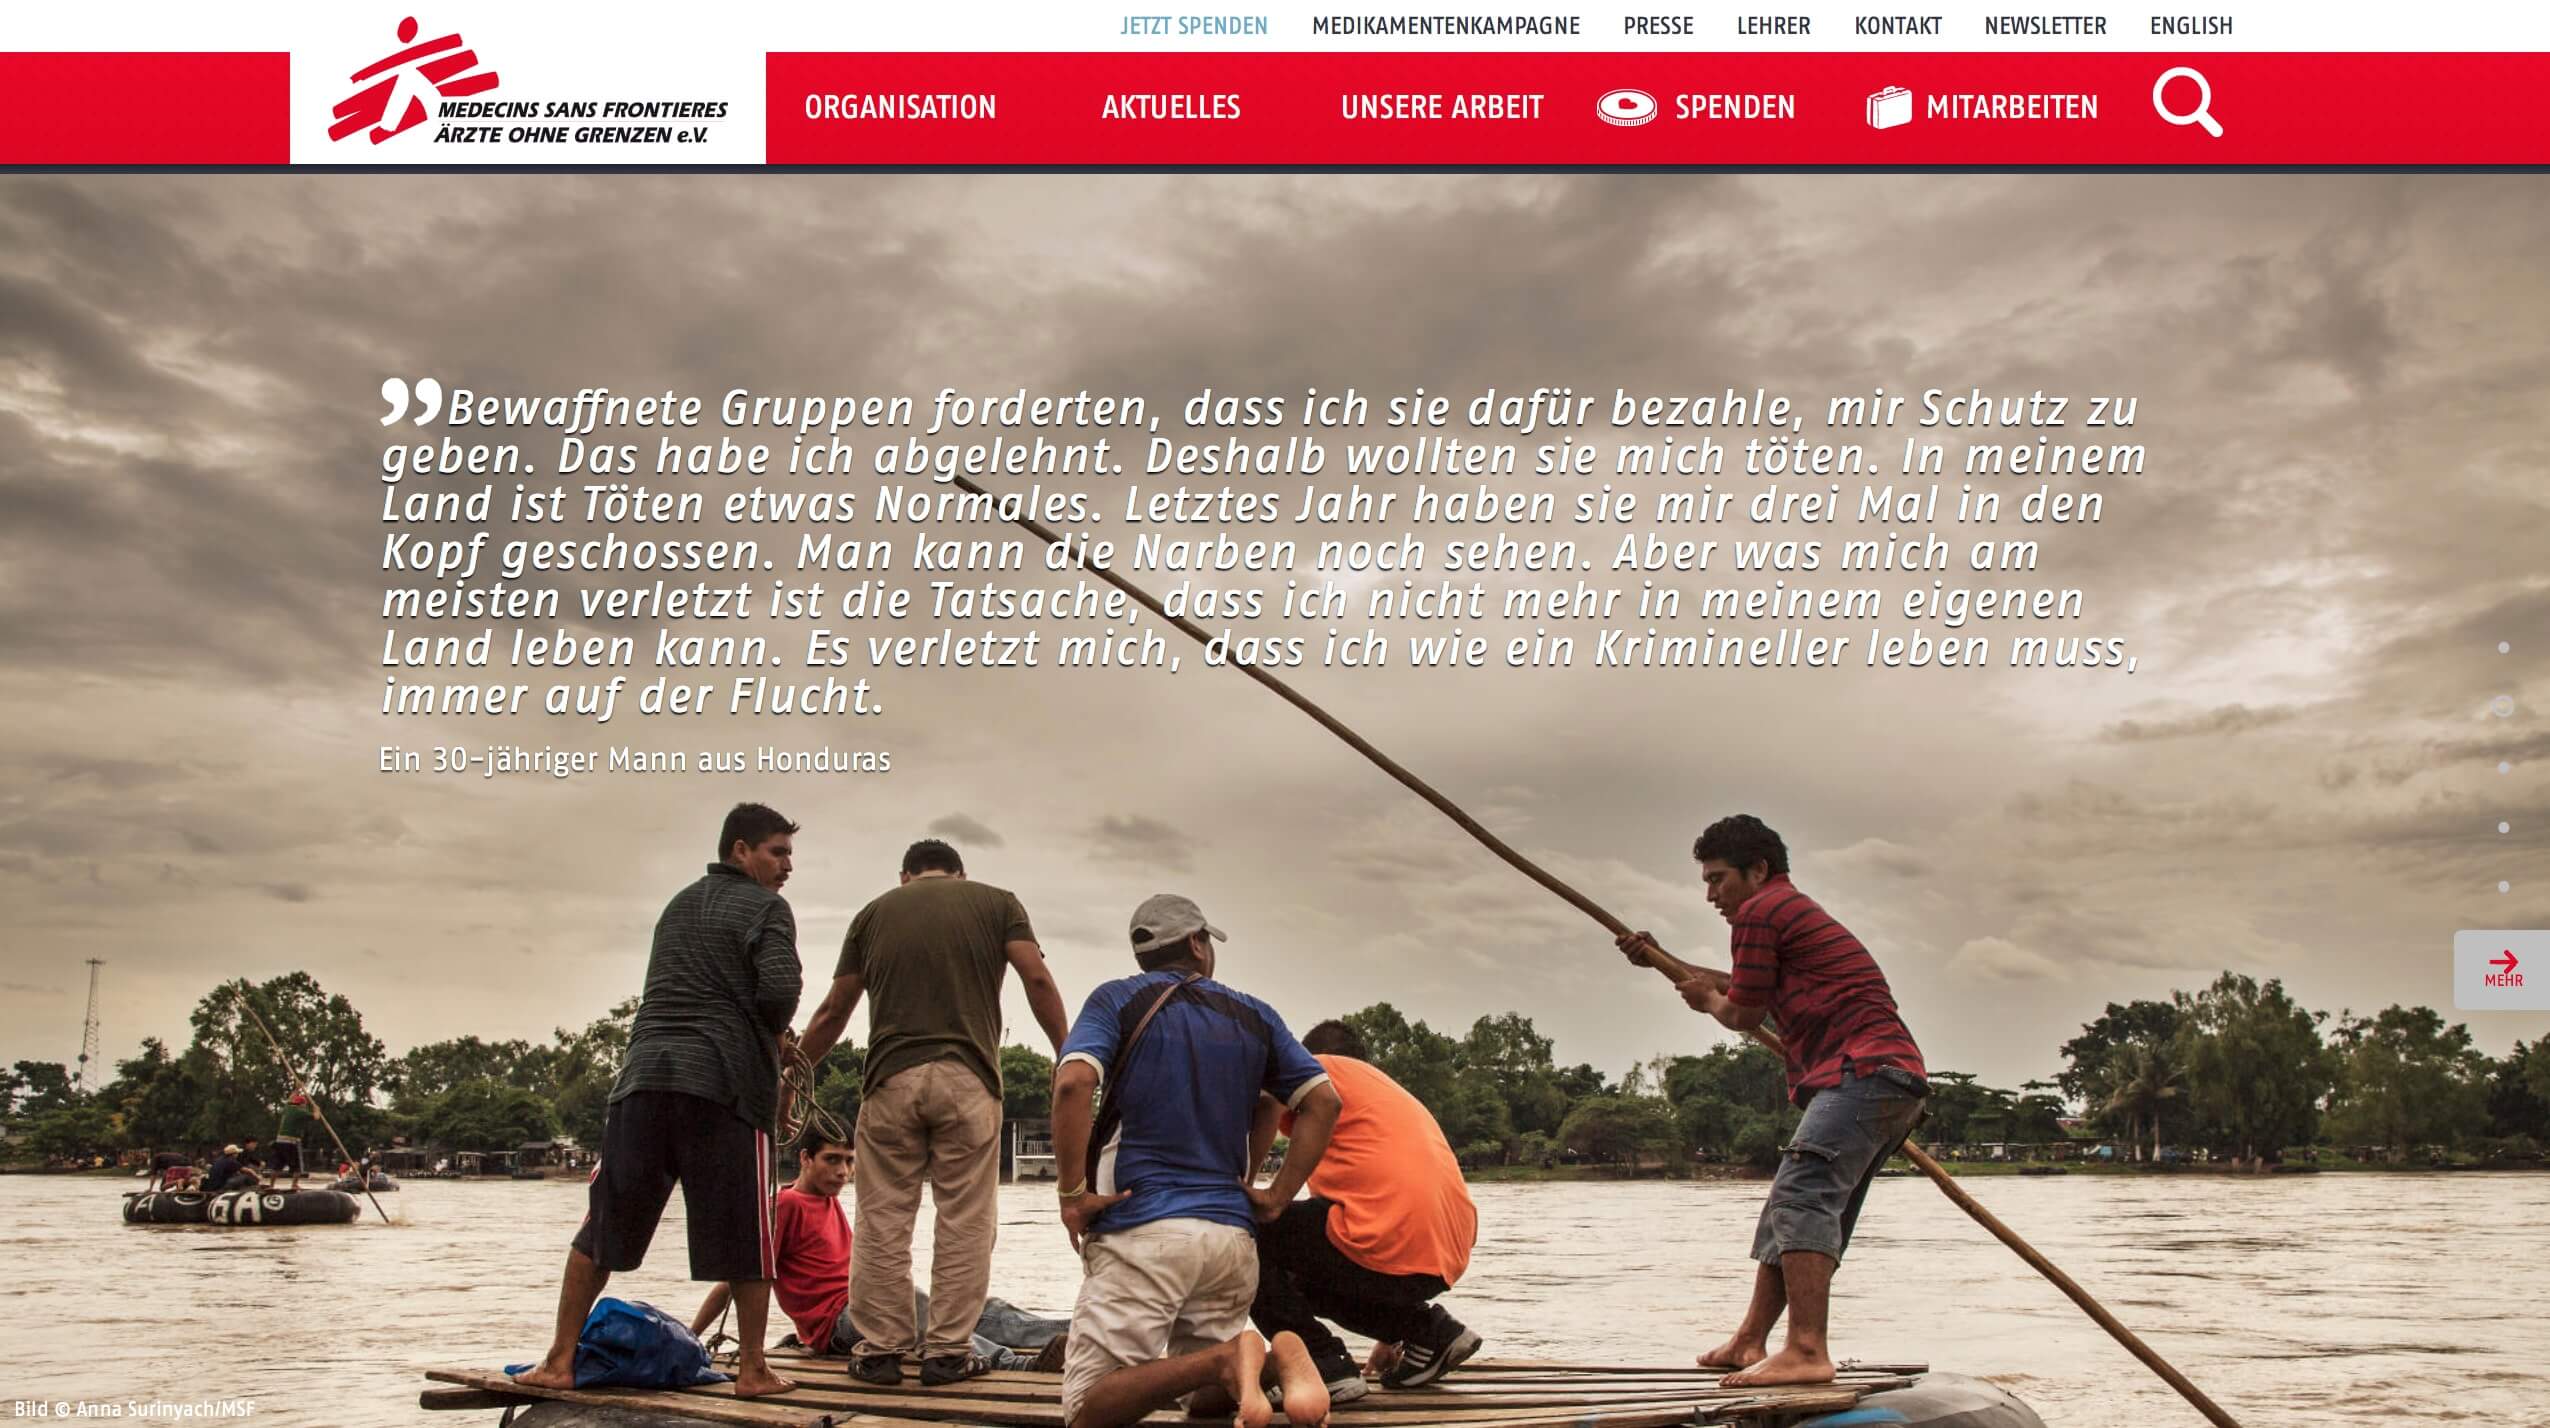 JETZT SPENDEN MEDIKAMENTENKAMPAGNE PRESSE LEHRER KONTAKT NEWSLETTER ENGLISH
MEDECINS SANS FRONTIERES
ÄRZTE OHNE GRENZEN e.V.
ORGANISATION AKTUELLES UNSERE ARBEIT SPENDEN MITARBEITEN
”Bewaffnete Gruppen forderten, dass ich sie dafür bezahle, mir Schutz zu
geben. Das habe ich abgelehnt. Deshalb wollten sie mich töten. In meinem
Land ist Töten etwas Normales. Letztes Jahr haben sie mir drei Mal in den
Kopf geschossen. Man kann die Narben noch sehen. Aber was mich am
meisten verletzt ist die Tatsache, dass ich nicht mehr in meinem eigenen
Land leben kann. Es verletzt mich, dass ich wie ein Krimineller leben muss,
immer auf der Flucht.
Ein 30-jähriger Mann aus Honduras
MEHR
Bild © Anna Surinyach/MSF